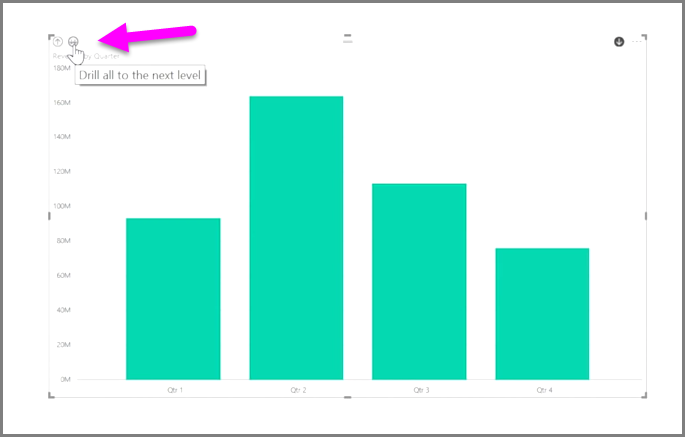 by Quarter
Drill all to the next level
180M
160M
140M
120M
100M
80M
60M
40M
20M
0M
Qtr 1
Qtr 2
Qtr 3
Qtr 4